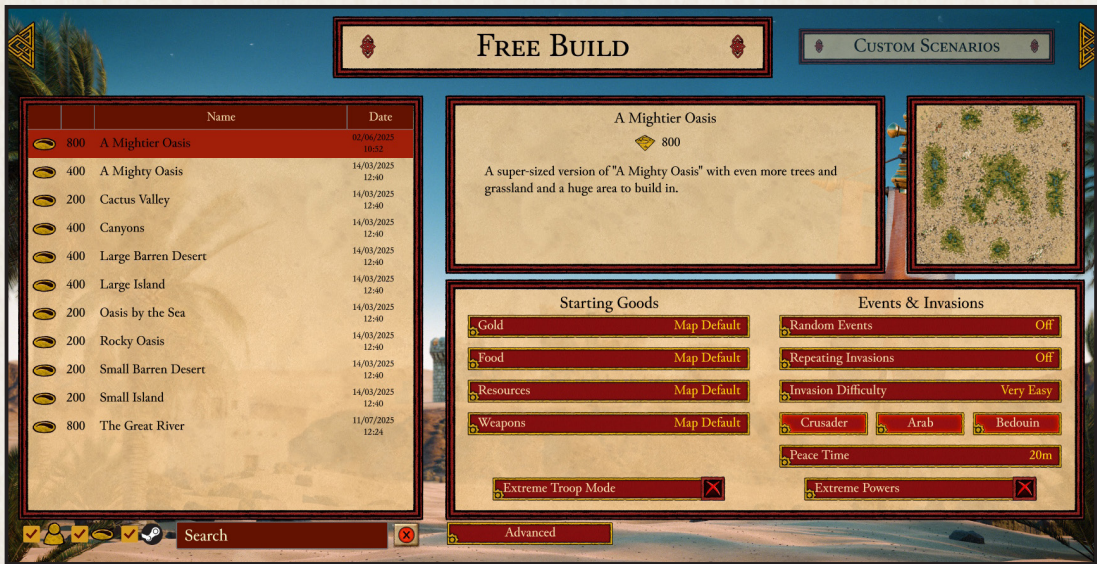 Free Build
Custom Scenarios
Name Date
800 A Mightier Oasis 02/06/2025 10:52
400 A Mighty Oasis 14/03/2025 12:40
200 Cactus Valley 14/03/2025 12:40
400 Canyons 14/03/2025 12:40
400 Large Barren Desert 14/03/2025 12:40
400 Large Island 14/03/2025 12:40
200 Oasis by the Sea 14/03/2025 12:40
200 Rocky Oasis 14/03/2025 12:40
200 Small Barren Desert 14/03/2025 12:40
200 Small Island 14/03/2025 12:40
800 The Great River 11/07/2025 12:24
Search
A Mightier Oasis
800
A super-sized version of "A Mighty Oasis" with even more trees and
grassland and a huge area to build in.
Starting Goods
Gold Map Default
Food Map Default
Resources Map Default
Weapons Map Default
Extreme Troop Mode
Events & Invasions
Random Events Off
Repeating Invasions Off
Invasion Difficulty Very Easy
Crusader Arab Bedouin
Peace Time 20m
Extreme Powers
Advanced